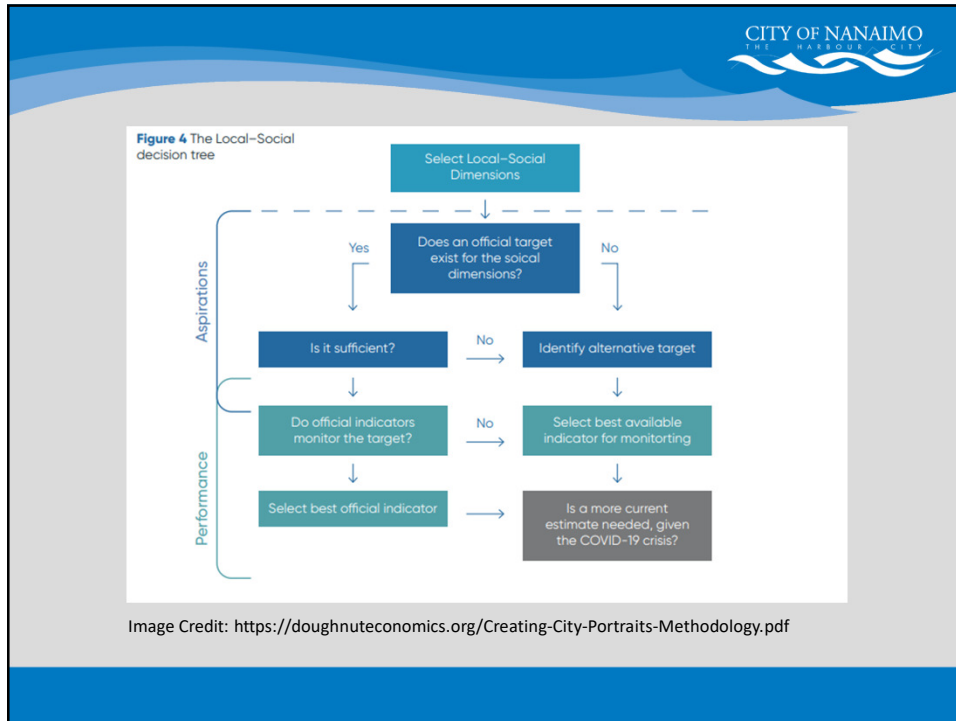 CITY OF NANAIMO
THE HARBOUR CITY
Figure 4 The Local–Social
decision tree
Select Local–Social
Dimensions
Aspirations
Yes
Does an official target
exist for the soical
dimensions?
No
Is it sufficient?
No
Identify alternative target
Performance
Do official indicators
monitor the target?
No
Select best available
indicator for monitorting
Select best official indicator
Is a more current
estimate needed, given
the COVID-19 crisis?
Image Credit: https://doughnuteconomics.org/Creating-City-Portraits-Methodology.pdf